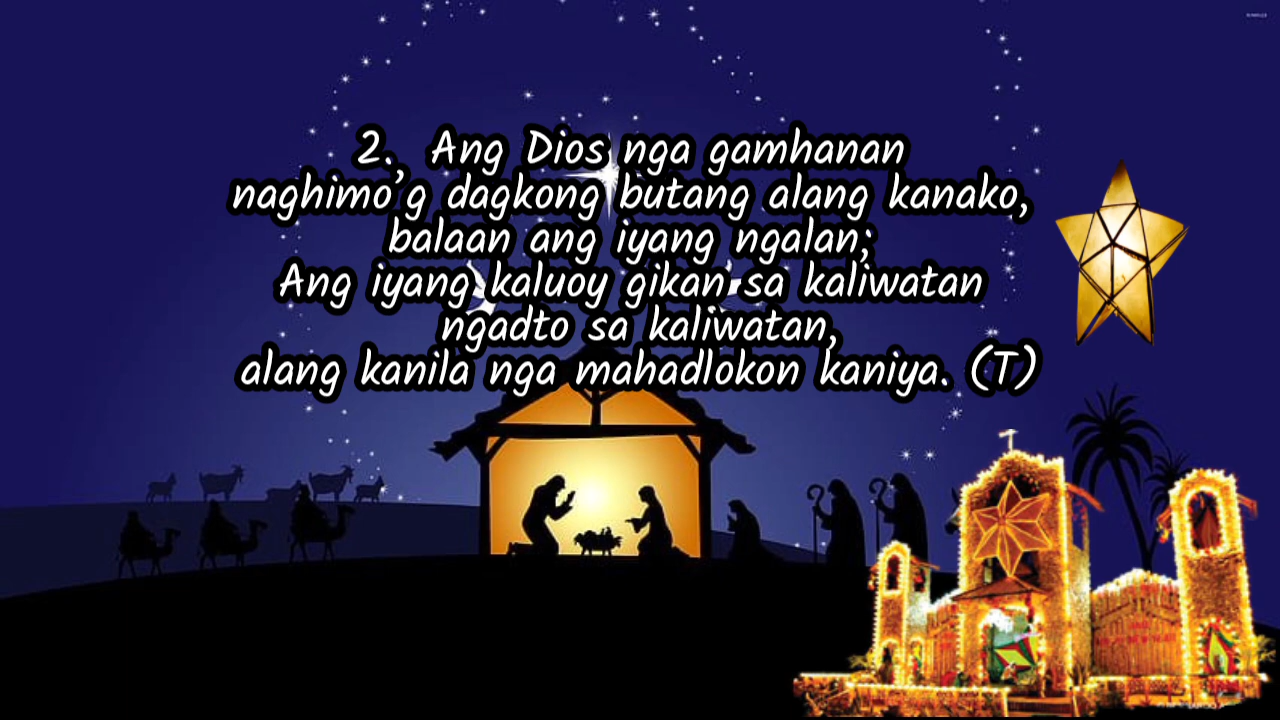 2., Ang Dios nga gamhanan
naghimo'g dagkong butang alang kanako,
balaan ang iyang ngalan;
Ang iyang kaluoy gikan sa kaliwatan
ngadto sa kaliwatan,
alang kanila nga mahadlokon kaniya. (T)